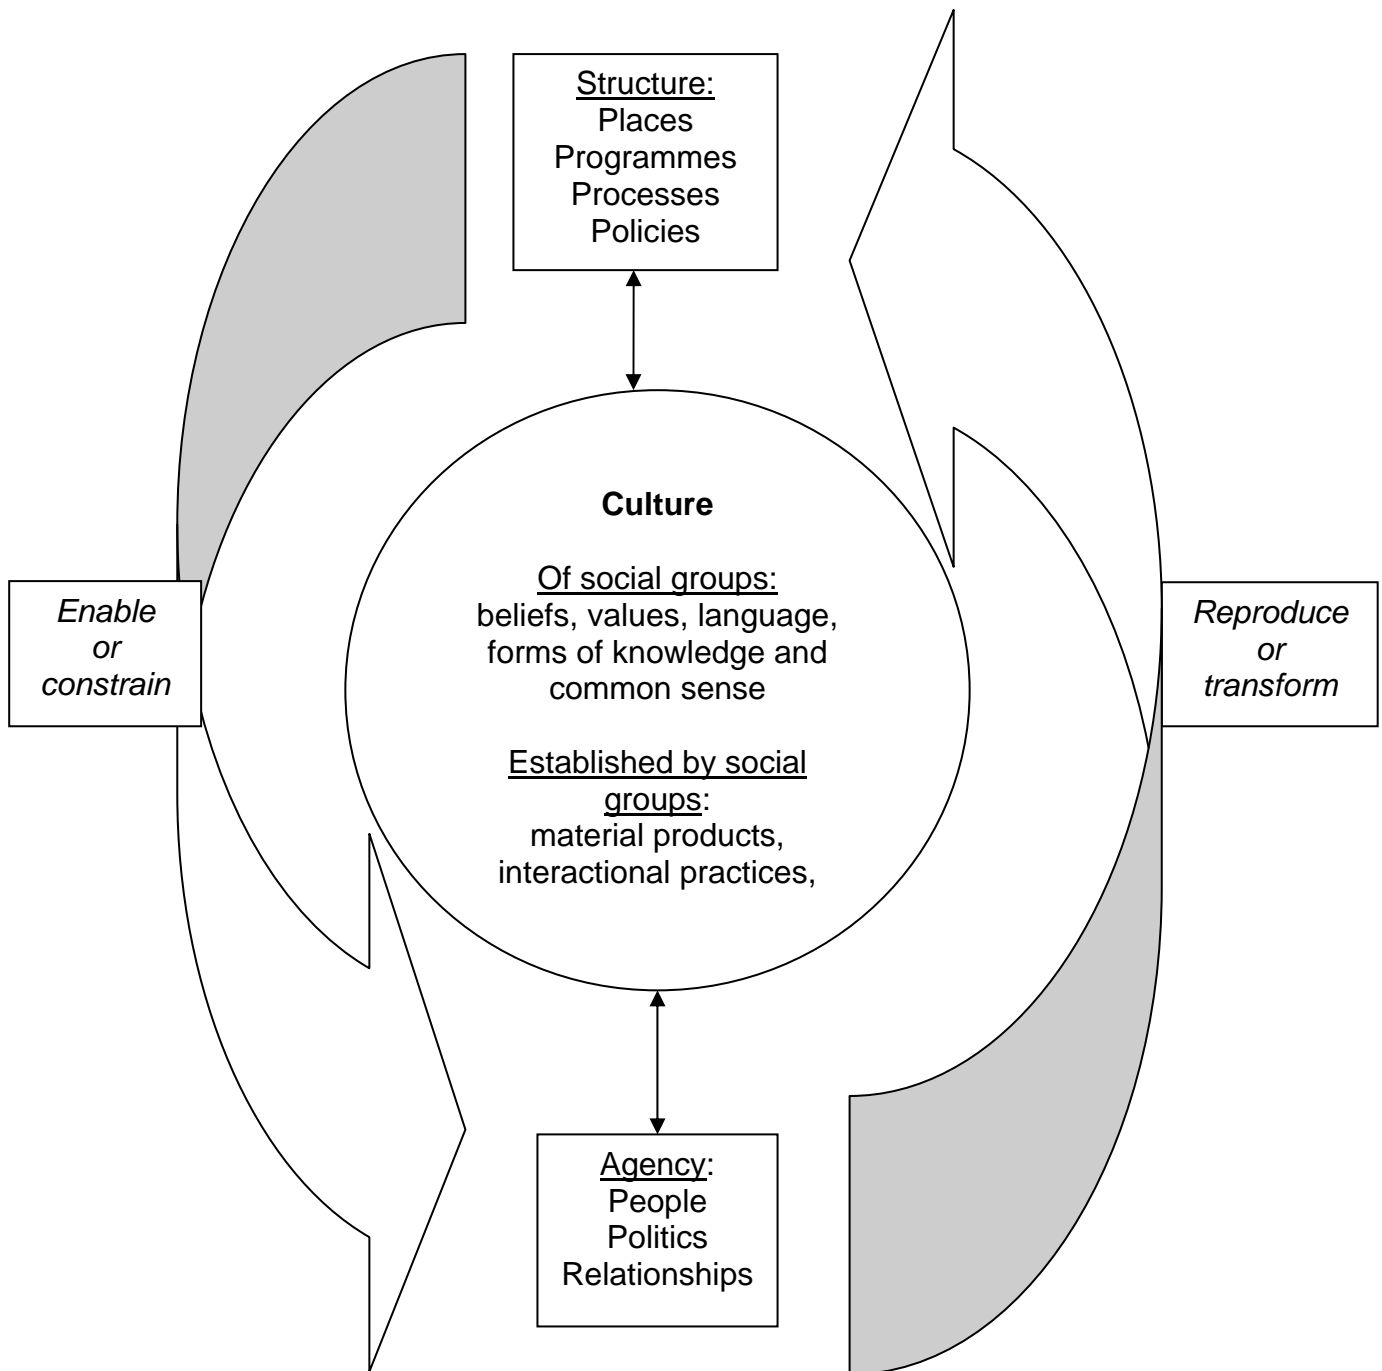 Structure:
Places
Programmes
Processes
Policies
Culture
Of social groups:
beliefs, values, language,
forms of knowledge and
common sense
Established by social
groups:
material products,
interactional practices,
Enable
or
constrain
Reproduce
or
transform
Agency:
People
Politics
Relationships